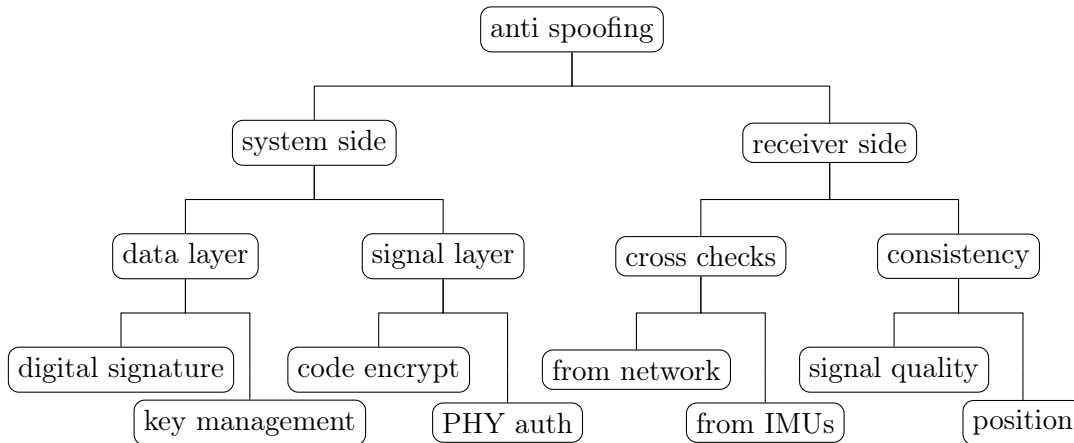 anti spoofing
system side
receiver side
data layer
signal layer
cross checks
consistency
digital signature
code encrypt
from network
signal quality
key management
PHY auth
from IMUs
position